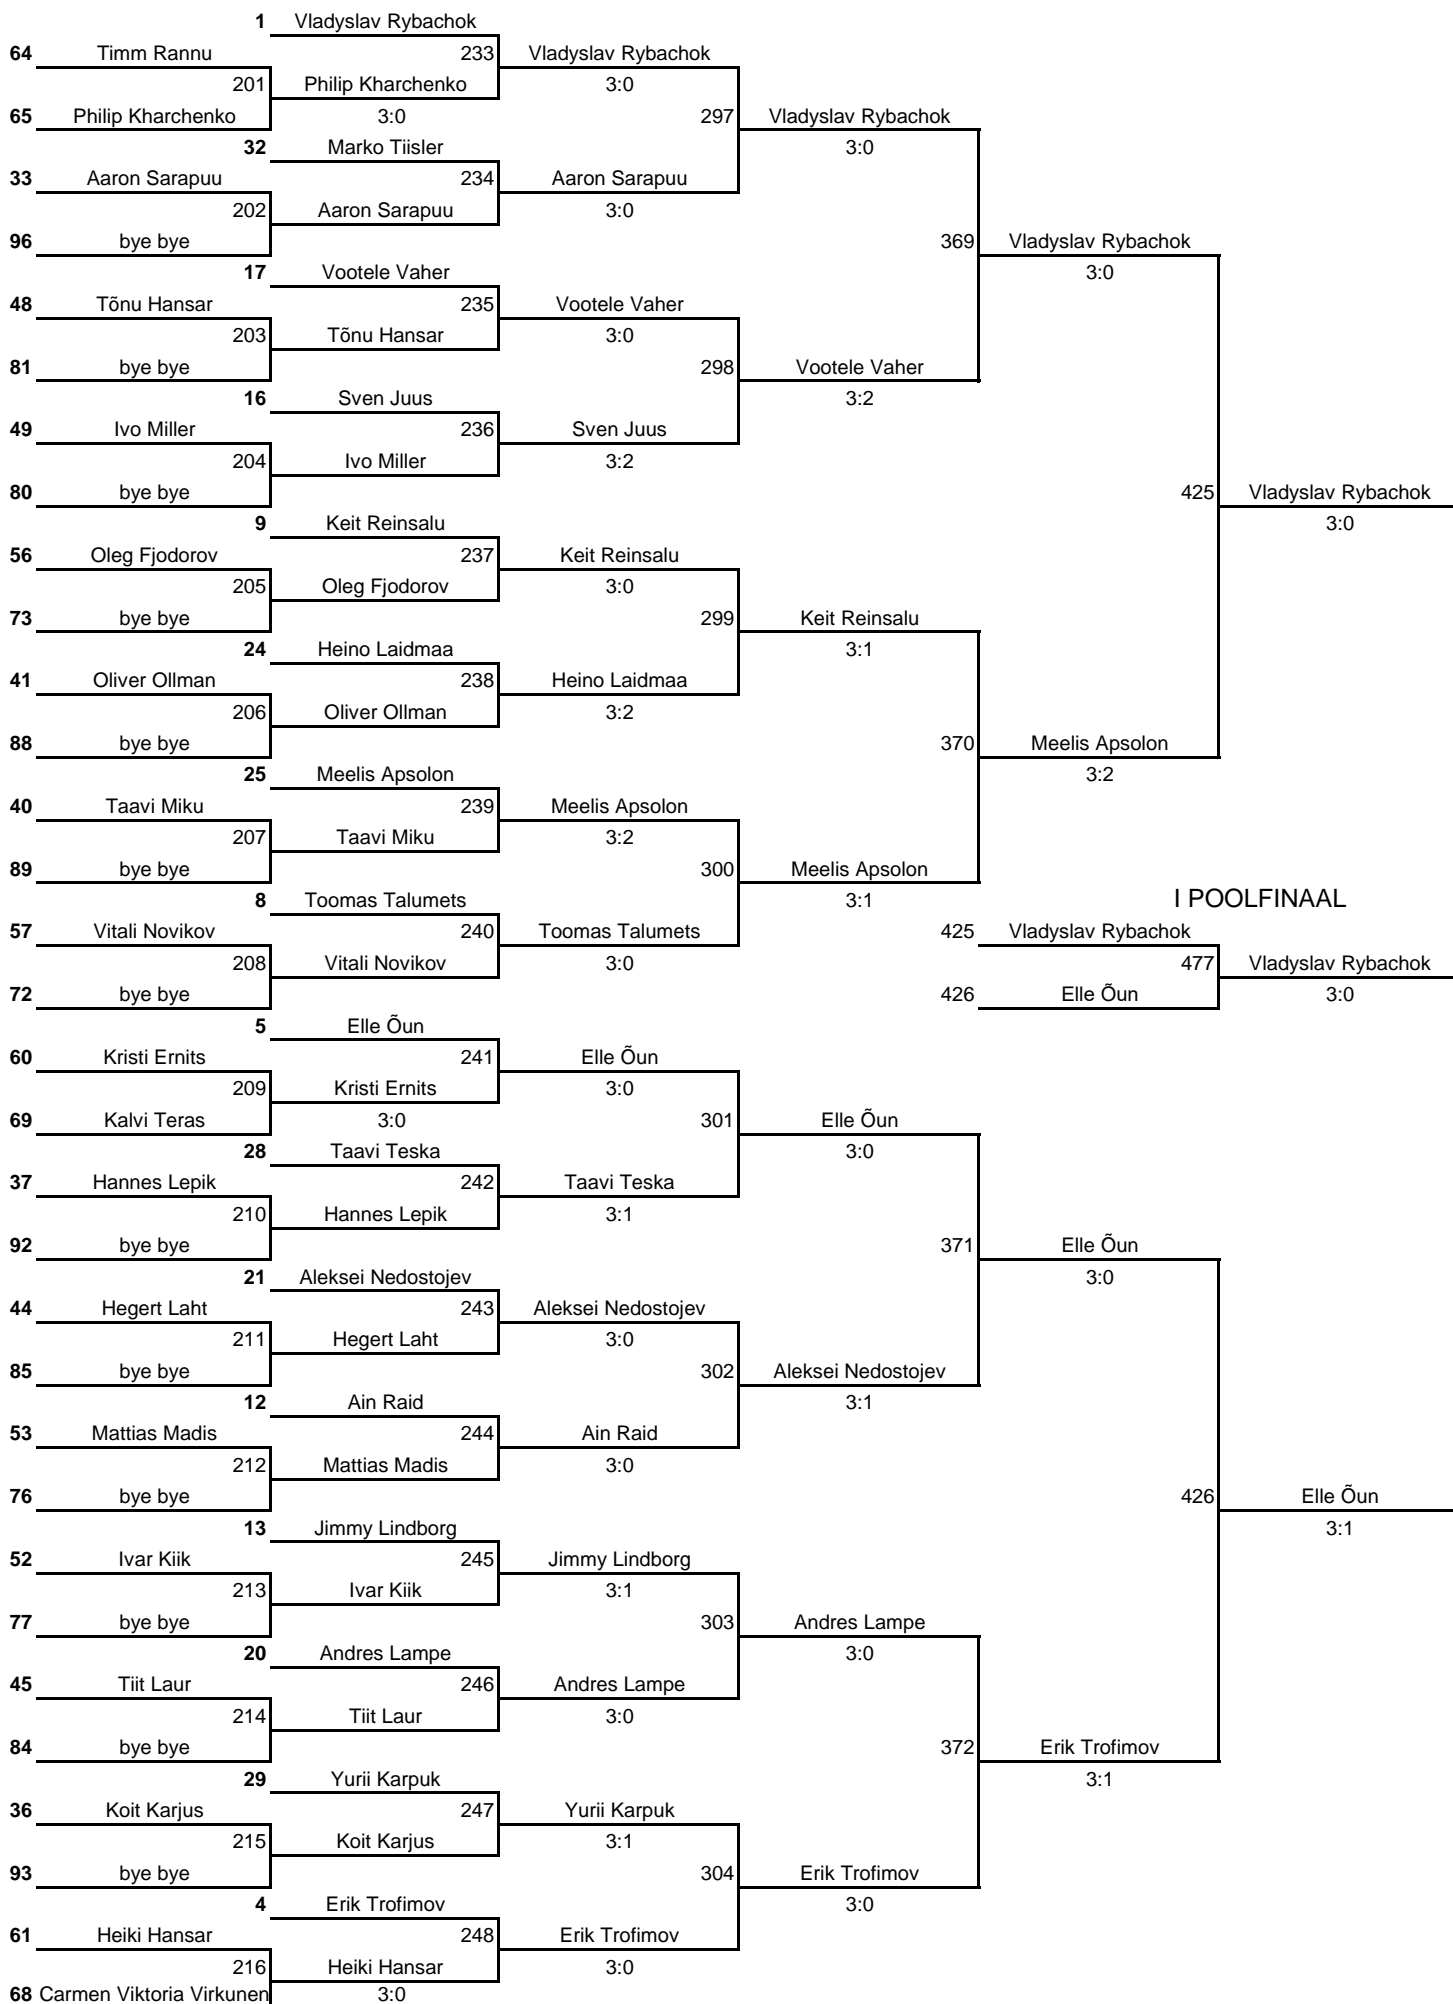 1 Vladyslav Rybachok
64 Timm Rannu 233 Vladyslav Rybachok
201 Philip Kharchenko 3:0
65 Philip Kharchenko 3:0 297 Vladyslav Rybachok
32 Marko Tiisler 3:0
33 Aaron Sarapuu 234 Aaron Sarapuu
202 Aaron Sarapuu 3:0
96 bye bye 369 Vladyslav Rybachok
17 Vootele Vaher 3:0
48 Tõnu Hansar 235 Vootele Vaher
203 Tõnu Hansar 3:0
81 bye bye 298 Vootele Vaher
16 Sven Juus 3:2
49 Ivo Miller 236 Sven Juus
204 Ivo Miller 3:2
80 bye bye 425 Vladyslav Rybachok
9 Keit Reinsalu 3:0
56 Oleg Fjodorov 237 Keit Reinsalu
205 Oleg Fjodorov 3:0
73 bye bye 299 Keit Reinsalu
24 Heino Laidmaa 3:1
41 Oliver Ollman 238 Heino Laidmaa
206 Oliver Ollman 3:2
88 bye bye 370 Meelis Apsolon
25 Meelis Apsolon 3:2
40 Taavi Miku 239 Meelis Apsolon
207 Taavi Miku 3:2
89 bye bye 300 Meelis Apsolon
8 Toomas Talumets 3:1 I POOLFINAAL
57 Vitali Novikov 240 Toomas Talumets 425 Vladyslav Rybachok
208 Vitali Novikov 3:0 477 Vladyslav Rybachok
72 bye bye 426 Elle Õun 3:0
5 Elle Õun
60 Kristi Ernits 241 Elle Õun
209 Kristi Ernits 3:0
69 Kalvi Teras 3:0 301 Elle Õun
28 Taavi Teska 3:0
37 Hannes Lepik 242 Taavi Teska
210 Hannes Lepik 3:1
92 bye bye 371 Elle Õun
21 Aleksei Nedostojev 3:0
44 Hegert Laht 243 Aleksei Nedostojev
211 Hegert Laht 3:0
85 bye bye 302 Aleksei Nedostojev
12 Ain Raid 3:1
53 Mattias Madis 244 Ain Raid
212 Mattias Madis 3:0
76 bye bye 426 Elle Õun
13 Jimmy Lindborg 3:1
52 Ivar Kiik 245 Jimmy Lindborg
213 Ivar Kiik 3:1
77 bye bye 303 Andres Lampe
20 Andres Lampe 3:0
45 Tiit Laur 246 Andres Lampe
214 Tiit Laur 3:0
84 bye bye 372 Erik Trofimov
29 Yurii Karpuk 3:1
36 Koit Karjus 247 Yurii Karpuk
215 Koit Karjus 3:1
93 bye bye 304 Erik Trofimov
4 Erik Trofimov 3:0
61 Heiki Hansar 248 Erik Trofimov
216 Heiki Hansar 3:0
68 Carmen Viktoria Virkunen 3:0